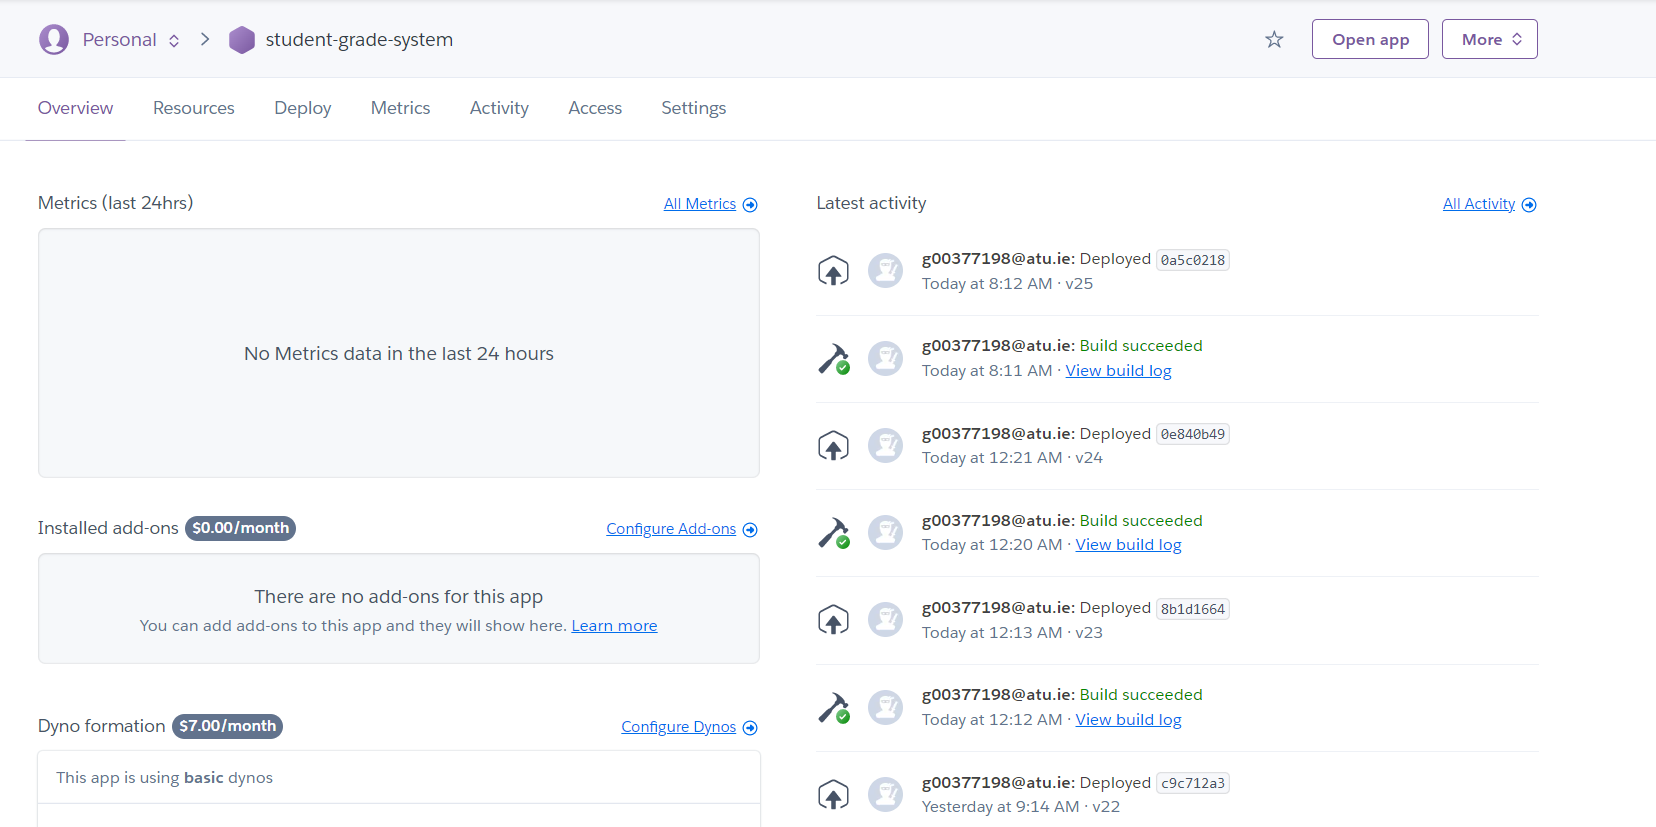 Personal
student-grade-system
Open app
More
Overview
Resources
Deploy
Metrics
Activity
Access
Settings
Metrics (last 24hrs)
All Metrics
No Metrics data in the last 24 hours
Installed add-ons $0.00/month
Configure Add-ons
There are no add-ons for this app
You can add add-ons to this app and they will show here. Learn more
Dyno formation $7.00/month
Configure Dynos
This app is using basic dynos
Latest activity
All Activity
g00377198@atu.ie: Deployed 0a5c0218
Today at 8:12 AM · v25
g00377198@atu.ie: Build succeeded
Today at 8:11 AM · View build log
g00377198@atu.ie: Deployed 0e840b49
Today at 12:21 AM · v24
g00377198@atu.ie: Build succeeded
Today at 12:20 AM · View build log
g00377198@atu.ie: Deployed 8b1d1664
Today at 12:13 AM · v23
g00377198@atu.ie: Build succeeded
Today at 12:12 AM · View build log
g00377198@atu.ie: Deployed c9c712a3
Yesterday at 9:14 AM · v22